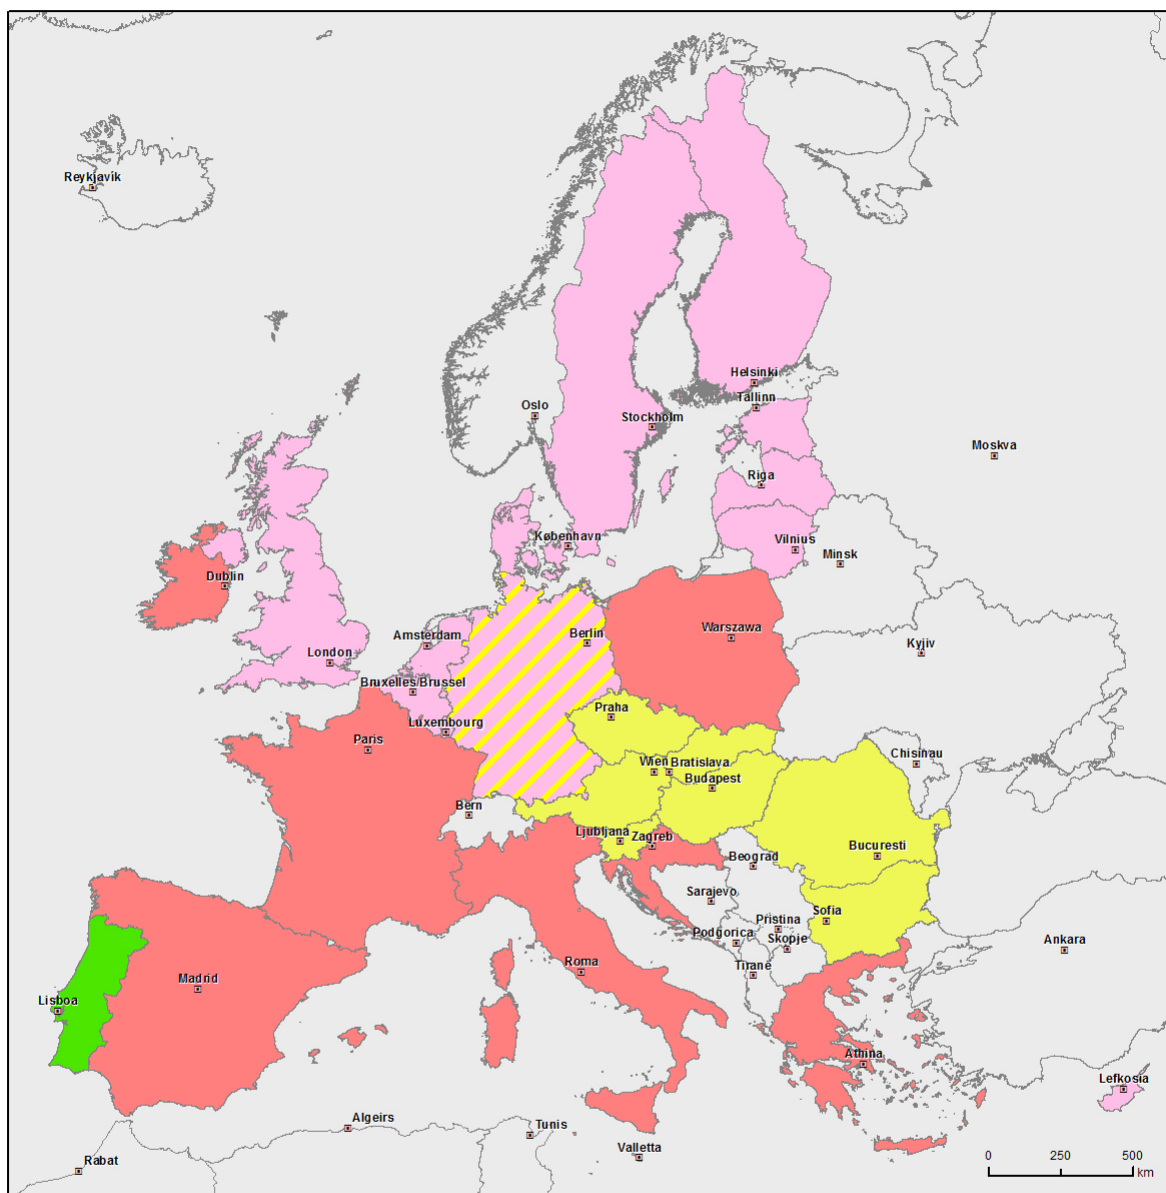 Reykjavík
Helsinki
Tallinn
Oslo
Stockholm
Moskva
Riga
København
Vilnius
Minsk
Dublin
Amsterdam
Berlin
Warszawa
London
Kyjiv
Bruxelles/Brussel
Praha
Luxembourg
Paris
Wien
Bratislava
Chisinau
Budapest
Bern
Ljubljana
Zagreb
Bucuresti
Beograd
Sarajevo
Pristina
Sofia
Podgorica
Skopje
Ankara
Roma
Tiranë
Madrid
Lisboa
Athina
Lefkosia
Algeirs
Tunis
Valletta
Rabat
0 250 500
km